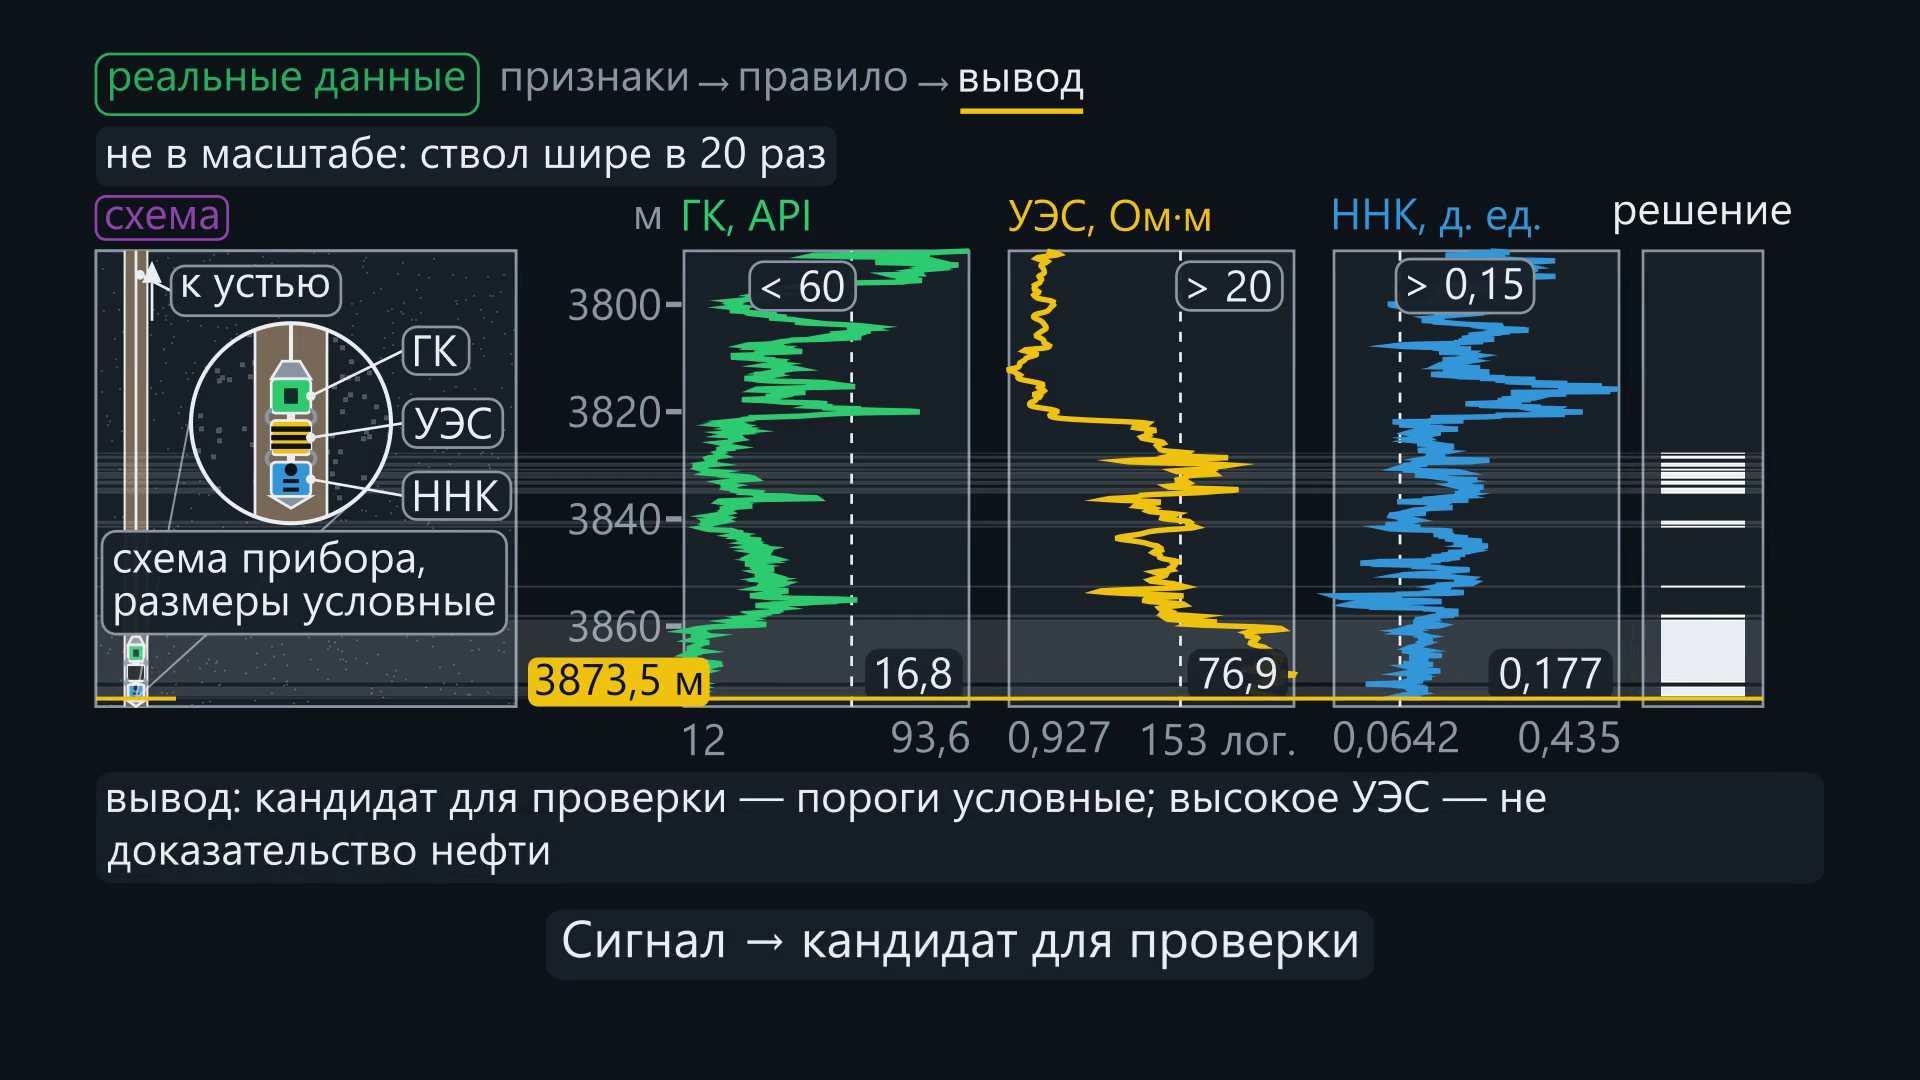 реальные данные признаки → правило → вывод
не в масштабе: ствол шире в 20 раз
схема м ГК, API УЭС, Ом·м ННК, д. ед. решение
к устью < 60 > 20 > 0,15
3800
ГК
3820
УЭС
ННК
3840
схема прибора,
размеры условные
3860
3873,5 м 16,8 76,9 0,177
12 93,6 0,927 153 лог. 0,0642 0,435
вывод: кандидат для проверки — пороги условные; высокое УЭС — не
доказательство нефти
Сигнал → кандидат для проверки